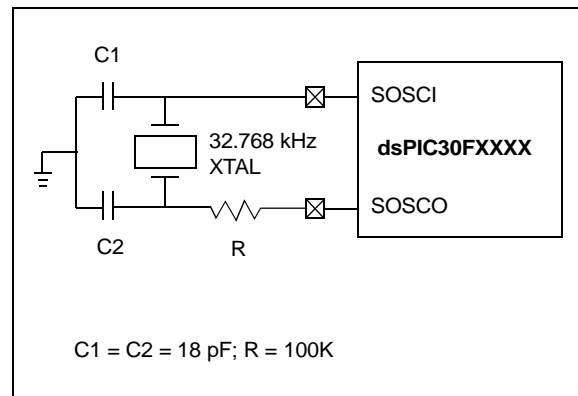 C1
SOSCI
32.768 kHz
XTAL
dsPIC30FXXXX
SOSCO
C2
R
C1 = C2 = 18 pF; R = 100K